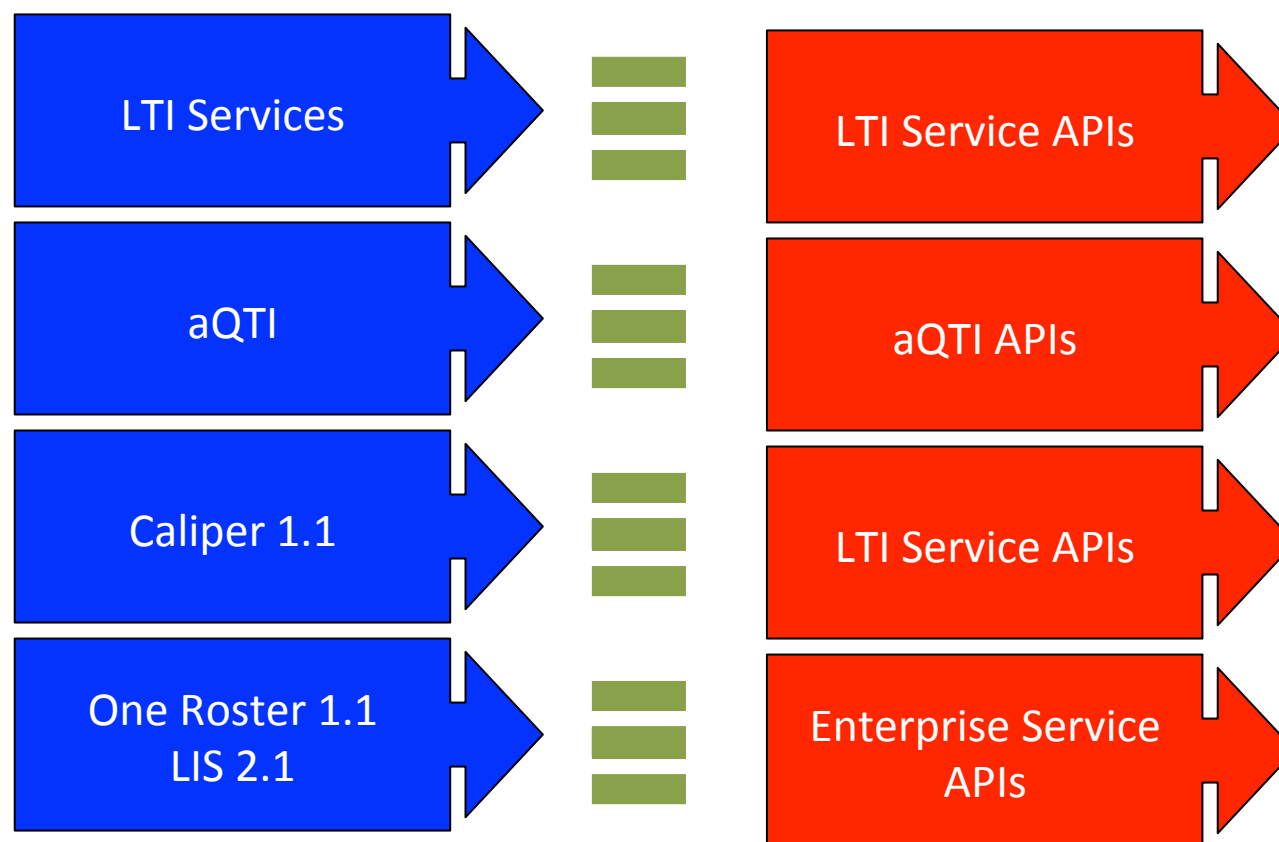 LTI Services
LTI Service APIs
aQTI
aQTI APIs
Caliper 1.1
LTI Service APIs
One Roster 1.1
LIS 2.1
Enterprise Service
APIs